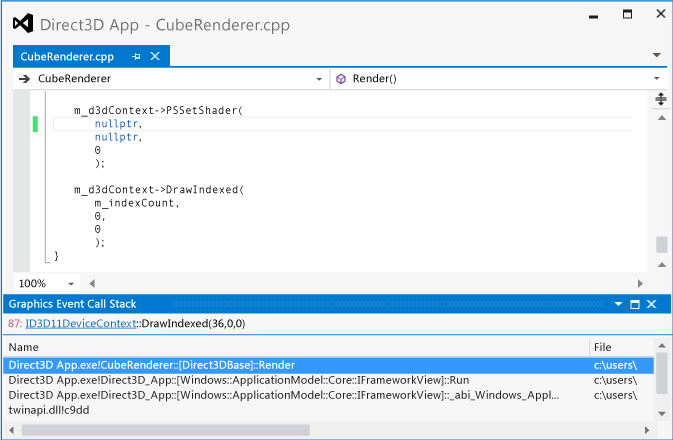 Direct3D App - CubeRenderer.cpp
CubeRenderer.cpp
CubeRenderer Render()
m_d3dContext->PSSetShader(
nullptr,
nullptr,
0
);
m_d3dContext->DrawIndexed(
m_indexCount,
0,
0
);
}
100%
Graphics Event Call Stack
87: ID3D11DeviceContext::DrawIndexed(36,0,0)
Name File
Direct3D App.exe!CubeRenderer::[Direct3DBase]::Render c:\users\
Direct3D App.exe!Direct3D_App::[Windows::ApplicationModel::Core::IFrameworkView]::Run c:\users\
Direct3D App.exe!Direct3D_App::[Windows::ApplicationModel::Core::IFrameworkView]::_abi_Windows_Appl... c:\users\
twinapi.dll!c9dd